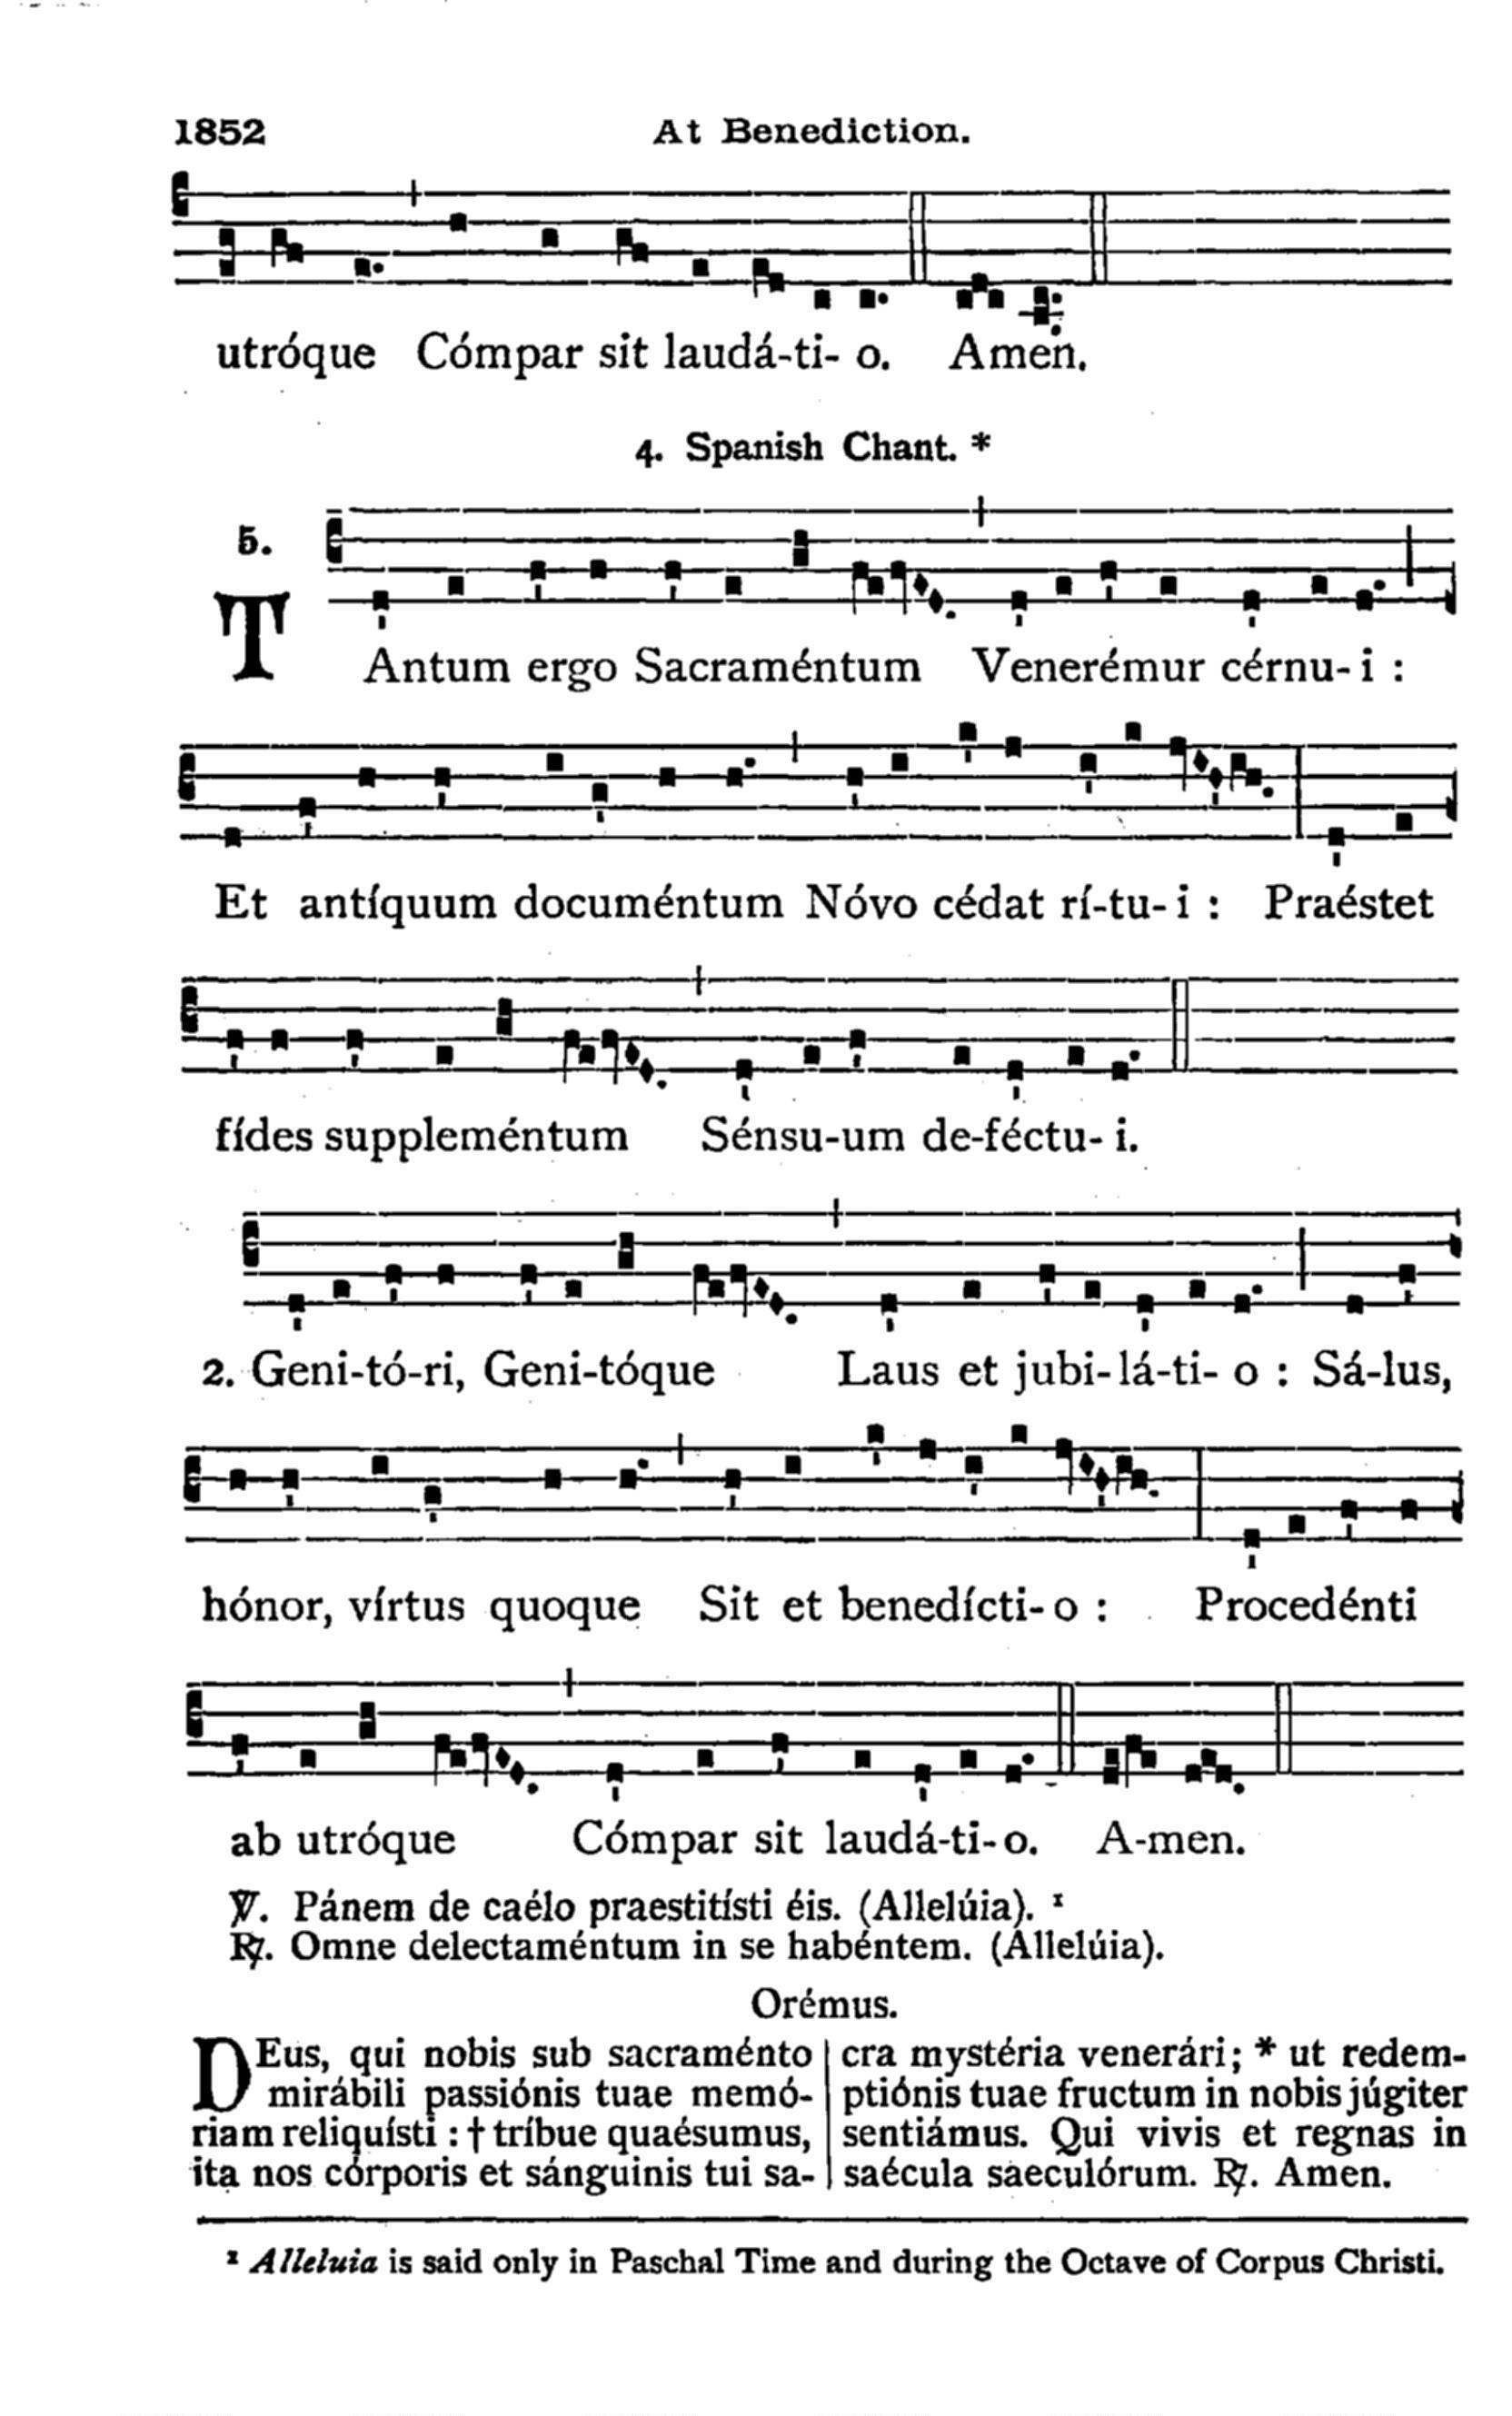 1852 At Benediction.
utróque Cómpar sit laudá-ti- o. Amen.
4. Spanish Chant. *
5.
TAntum ergo Sacraméntum Venerémur cérnu- i :
Et antíquum documéntum Nóvo cédat rí-tu- i : Praéstet
fídes suppleméntum Sénsu-um de-féctu- i.
2. Geni-tó-ri, Geni-tóque Laus et jubi-lá-ti- o : Sá-lus,
hónor, vírtus quoque Sit et benedícti- o : Procedénti
ab utróque Cómpar sit laudá-ti- o. A-men.
℣. Pánem de caélo praestitísti éis. (Allelúia). ¹
℟. Omne delectaméntum in se habéntem. (Allelúia).
Orémus.
DEus, qui nobis sub sacraménto
mirábili passiónis tuae memó-
riam reliquísti : † tríbue quaésumus,
ita nos córporis et sánguinis tui sa-
cra mystéria venerári; * ut redem-
ptiónis tuae fructum in nobis júgiter
sentiámus. Qui vivis et regnas in
saécula saeculórum. ℟. Amen.
¹ Alleluia is said only in Paschal Time and during the Octave of Corpus Christi.